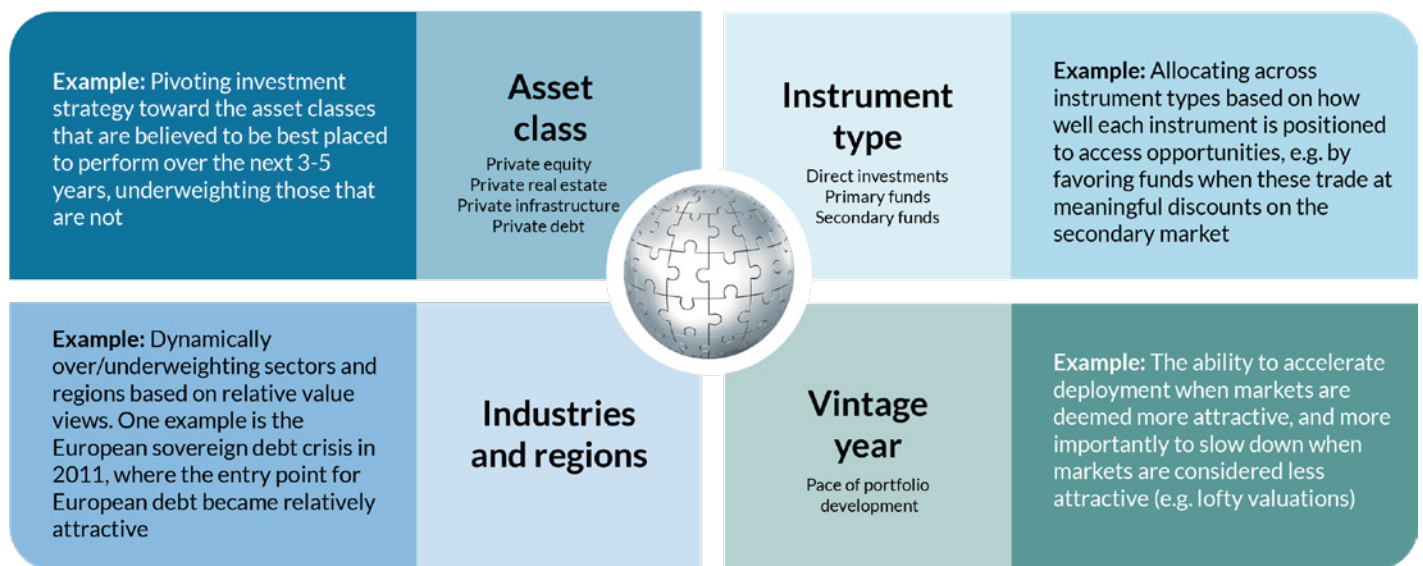 Example: Pivoting investment
strategy toward the asset classes
that are believed to be best placed
to perform over the next 3-5
years, underweighting those that
are not
Asset
class
Private equity
Private real estate
Private infrastructure
Private debt
Instrument
type
Direct investments
Primary funds
Secondary funds
Example: Allocating across
instrument types based on how
well each instrument is positioned
to access opportunities, e.g. by
favoring funds when these trade at
meaningful discounts on the
secondary market
Example: Dynamically
over/underweighting sectors and
regions based on relative value
views. One example is the
European sovereign debt crisis in
2011, where the entry point for
European debt became relatively
attractive
Industries
and regions
Vintage
year
Pace of portfolio
development
Example: The ability to accelerate
deployment when markets are
deemed more attractive, and more
importantly to slow down when
markets are considered less
attractive (e.g. lofty valuations)